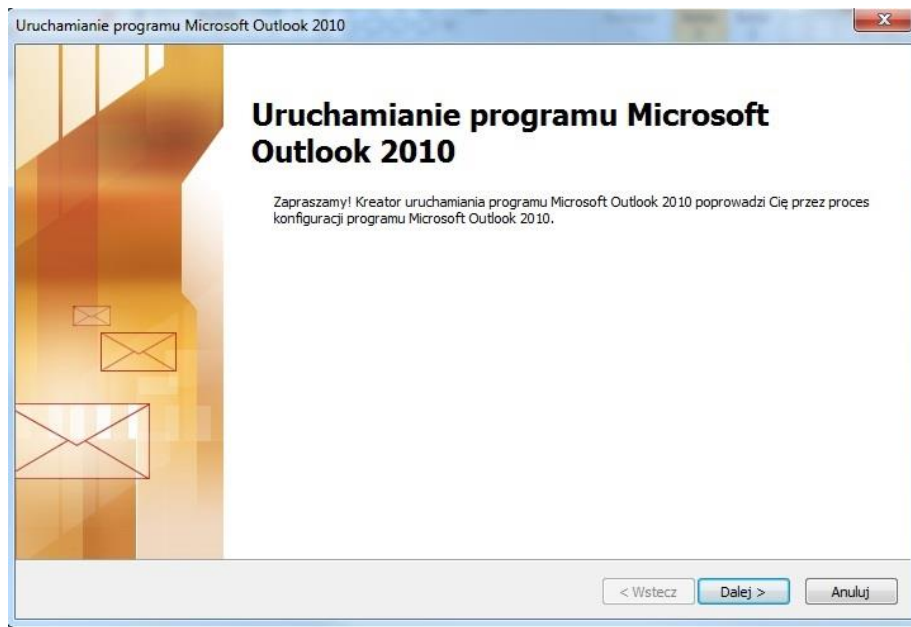 Uruchamianie programu Microsoft Outlook 2010
Uruchamianie programu Microsoft
Outlook 2010
Zapraszamy! Kreator uruchamiania programu Microsoft Outlook 2010 poprowadzi Cię przez proces
konfiguracji programu Microsoft Outlook 2010.
< Wstecz Dalej > Anuluj